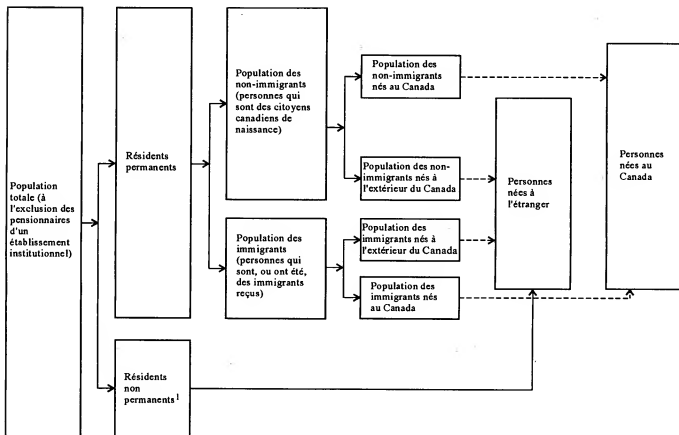 Population
totale (à
l'exclusion des
pensionnaires
d'un
établissement
institutionnel)
Résidents
permanents
Résidents
non
permanents¹
Population des
non-immigrants
(personnes qui
sont des citoyens
canadiens de
naissance)
Population des
immigrants
(personnes qui
sont, ou ont été,
des immigrants
reçus)
Population des
non-immigrants
nés au Canada
Population des non-
immigrants nés à
l'extérieur du Canada
Population des
immigrants nés à
l'extérieur du Canada
Population des
immigrants nés
au Canada
Personnes
nées à
l'étranger
Personnes
nées au
Canada